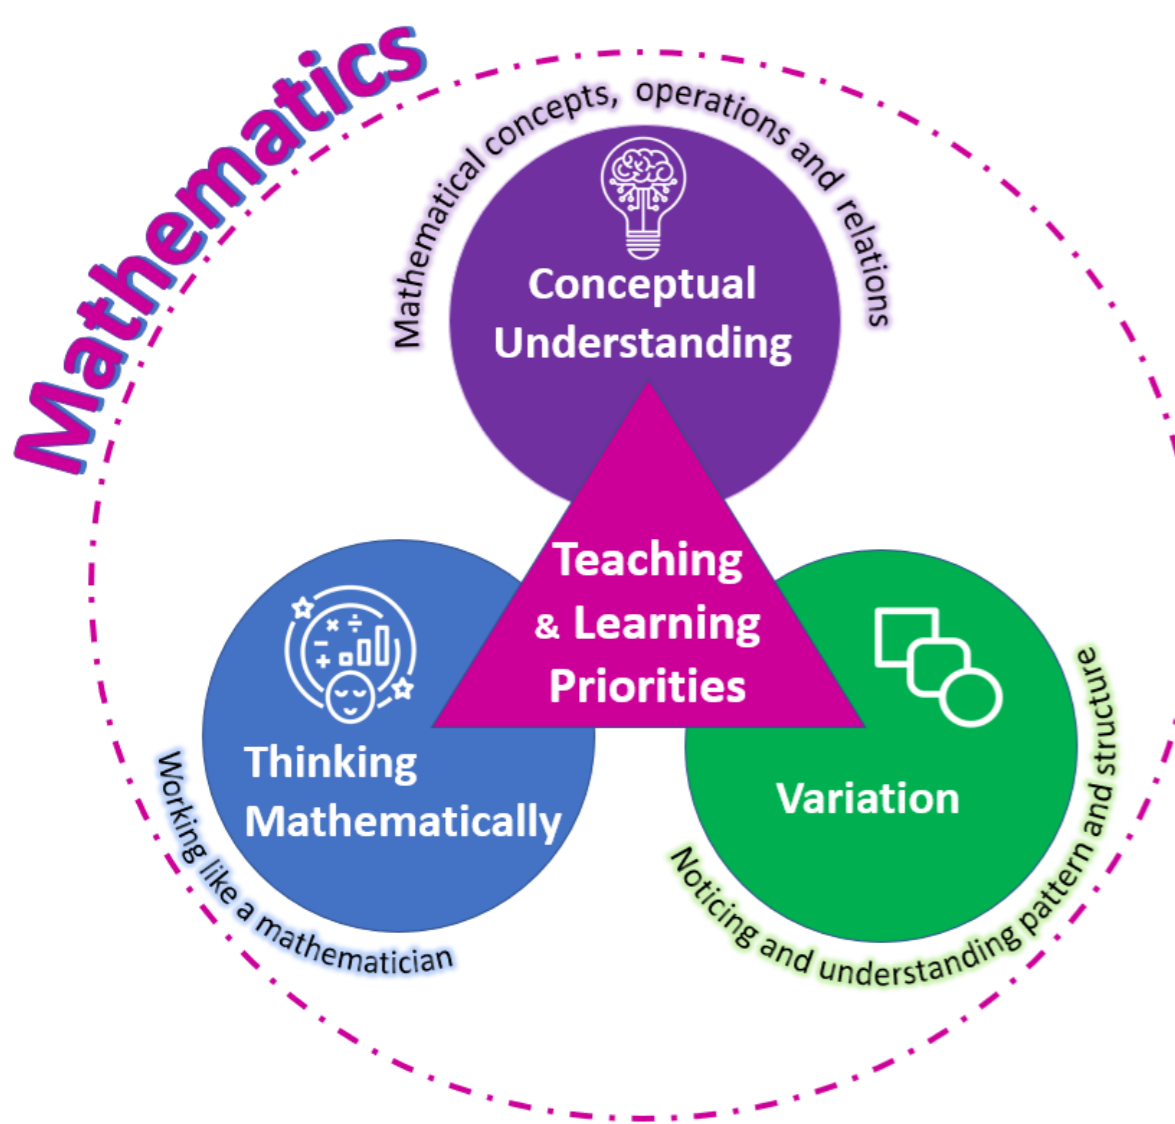 Mathematics
Mathematical concepts, operations and relations
Conceptual
Understanding
Teaching
& Learning
Priorities
Thinking
Mathematically
Working like a mathematician
Variation
Noticing and understanding pattern and structure